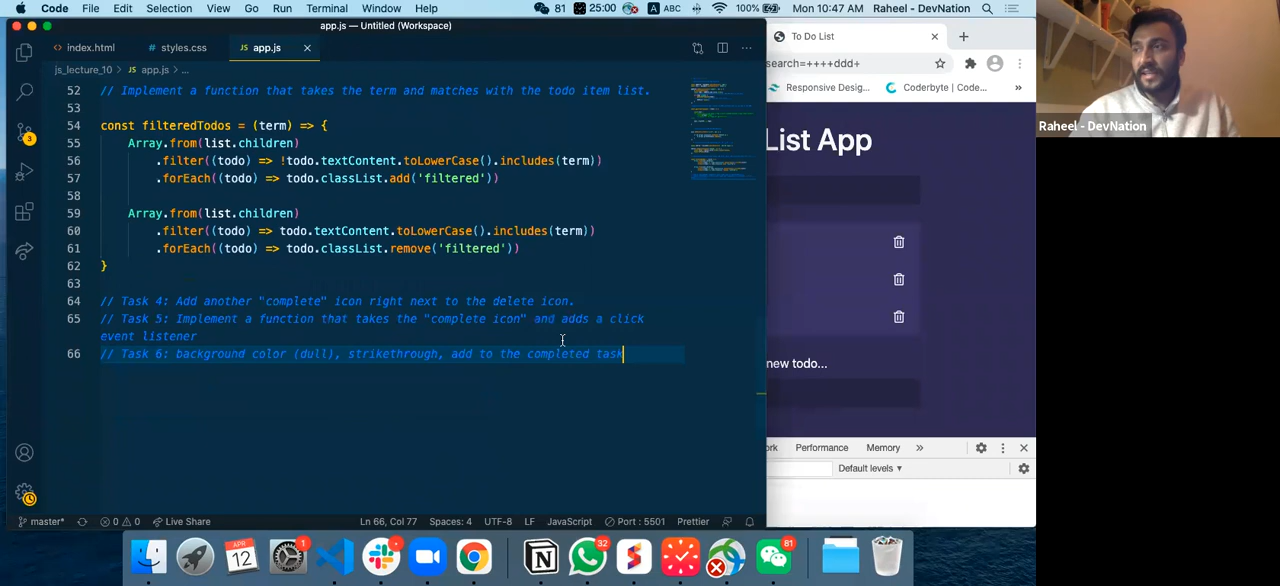 Code File Edit Selection View Go Run Terminal Window Help 81 25:00 A ABC 100% Mon 10:47 AM Raheel - DevNation
app.js — Untitled (Workspace)
index.html
styles.css
JS app.js
To Do List
js_lecture_10 > JS app.js > ...
search=++++ddd+
Responsive Desig...
Coderbyte | Code...
»
52 // Implement a function that takes the term and matches with the todo item list.
53
54 const filteredTodos = (term) => {
55 Array.from(list.children)
56 .filter((todo) => !todo.textContent.toLowerCase().includes(term))
57 .forEach((todo) => todo.classList.add('filtered'))
58
59 Array.from(list.children)
60 .filter((todo) => todo.textContent.toLowerCase().includes(term))
61 .forEach((todo) => todo.classList.remove('filtered'))
62 }
63
64 // Task 4: Add another "complete" icon right next to the delete icon.
65 // Task 5: Implement a function that takes the "complete icon" and adds a click
event listener
66 // Task 6: background color (dull), strikethrough, add to the completed task
3
List App
new todo...
ork Performance Memory »
Default levels ▾
Raheel - DevNation
master* 0 0 Live Share Ln 66, Col 77 Spaces: 4 UTF-8 LF JavaScript Port : 5501 Prettier
APR
12
1
32
81